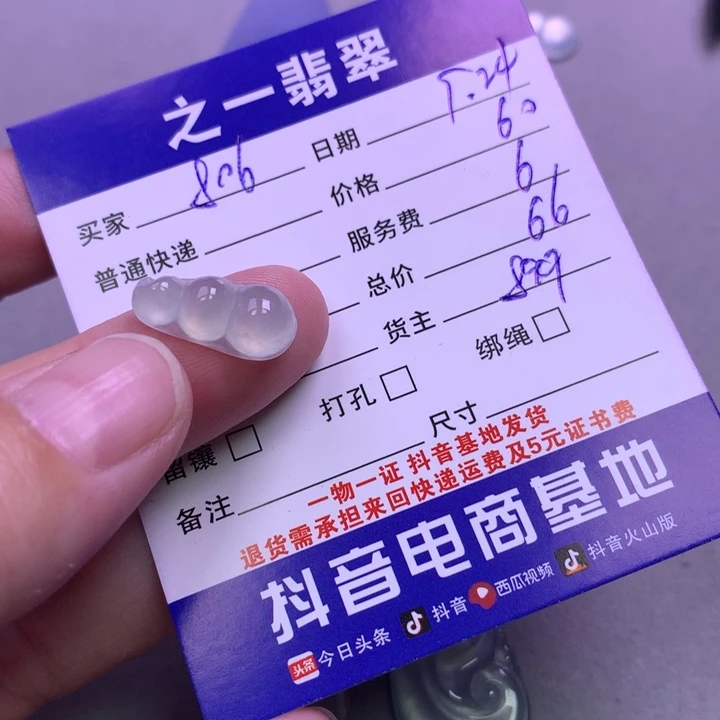 之一翡翠
买家 806 日期 5.24
普通快递 价格 60
服务费 6
总价 66
货主 899
打孔 □ 绑绳 □
留镶 □ 尺寸
备注
一物一证 抖音基地发货
退货需承担来回快递运费及5元证书费
抖音电商基地
头条 今日头条 抖音 西瓜视频 抖音火山版